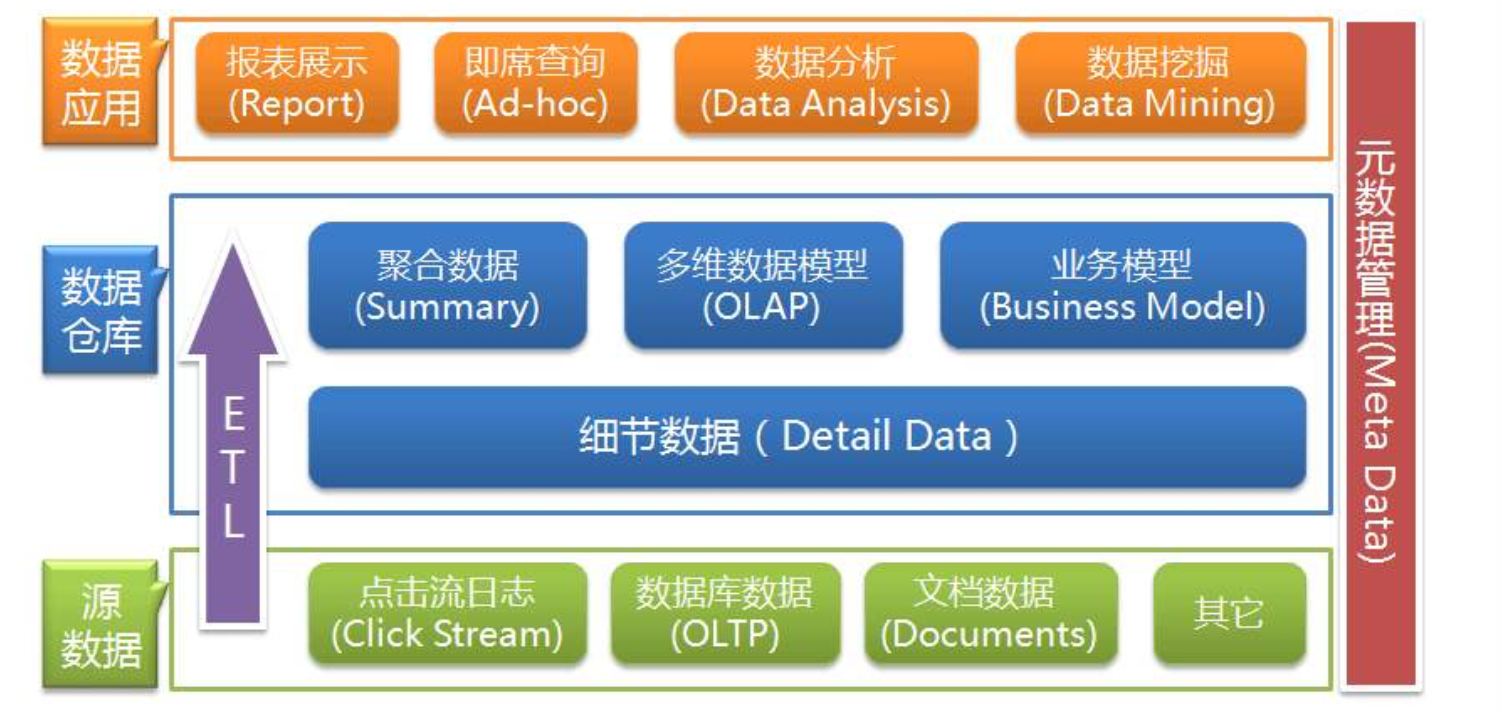 数据
应用
报表展示
(Report)
即席查询
(Ad-hoc)
数据分析
(Data Analysis)
数据挖掘
(Data Mining)
数据
仓库
聚合数据
(Summary)
多维数据模型
(OLAP)
业务模型
(Business Model)
细节数据（Detail Data）
E
T
L
源
数据
点击流日志
(Click Stream)
数据库数据
(OLTP)
文档数据
(Documents)
其它
元数据管理(Meta Data)